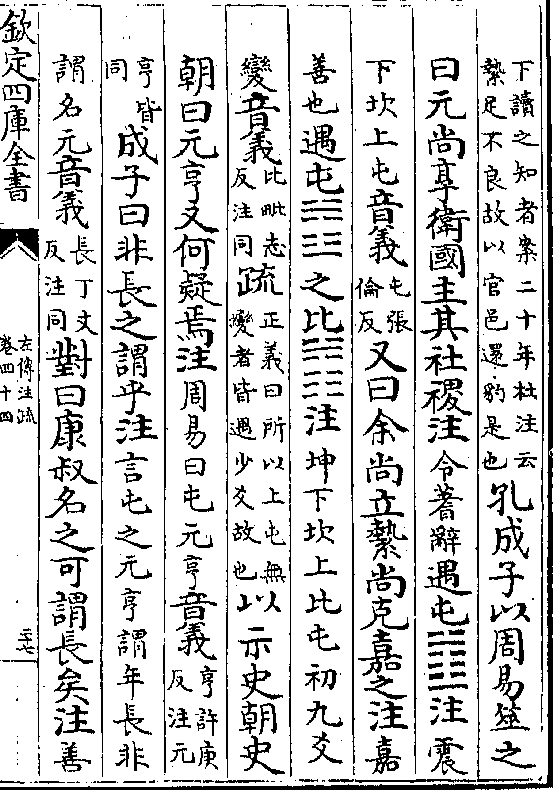 下讀之知者案二十年杜注云縶足不良故以官邑還豹是也孔成子以周易筮之
曰元尚享衛國主其社稷注令蓍辭遇屯䷂注震
下坎上屯音義屯張倫反又曰余尚立縶尚克嘉之注嘉
善也遇屯䷂之比䷇注坤下坎上比屯初九爻
變音義比毗志反注同疏正義曰所以上屯無變者皆遇少爻故也以示史朝史
朝曰元亨又何疑焉注周易曰屯元亨音義亨許庚反注元
亨皆同成子曰非長之謂乎注言屯之元亨謂年長非
謂名元音義長丁丈反注同對曰康叔名之可謂長矣注善
欽定四庫全書
左傳注疏
卷四十四
三七